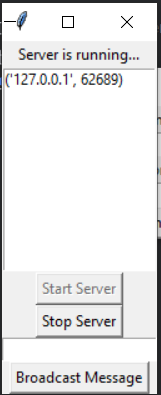 Server is running...
('127.0.0.1', 62689)
Start Server
Stop Server
Broadcast Message